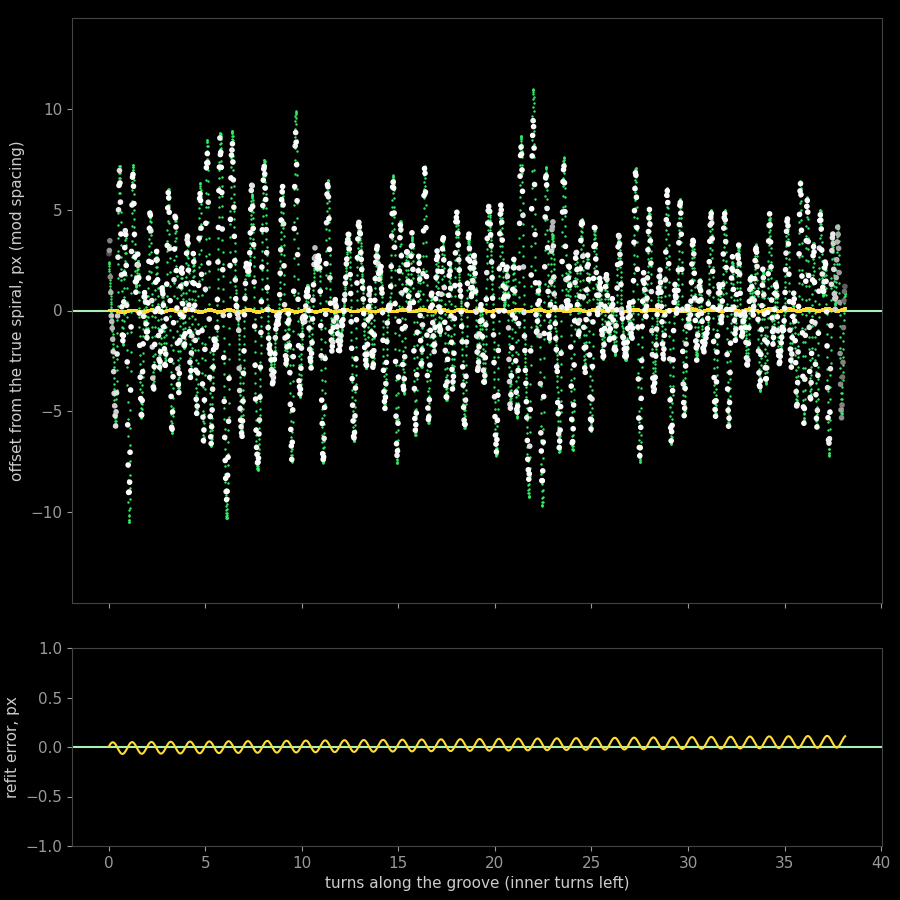 10
5
0
−5
−10
offset from the true spiral, px (mod spacing)
1.0
0.5
0.0
−0.5
−1.0
refit error, px
0 5 10 15 20 25 30 35 40
turns along the groove (inner turns left)